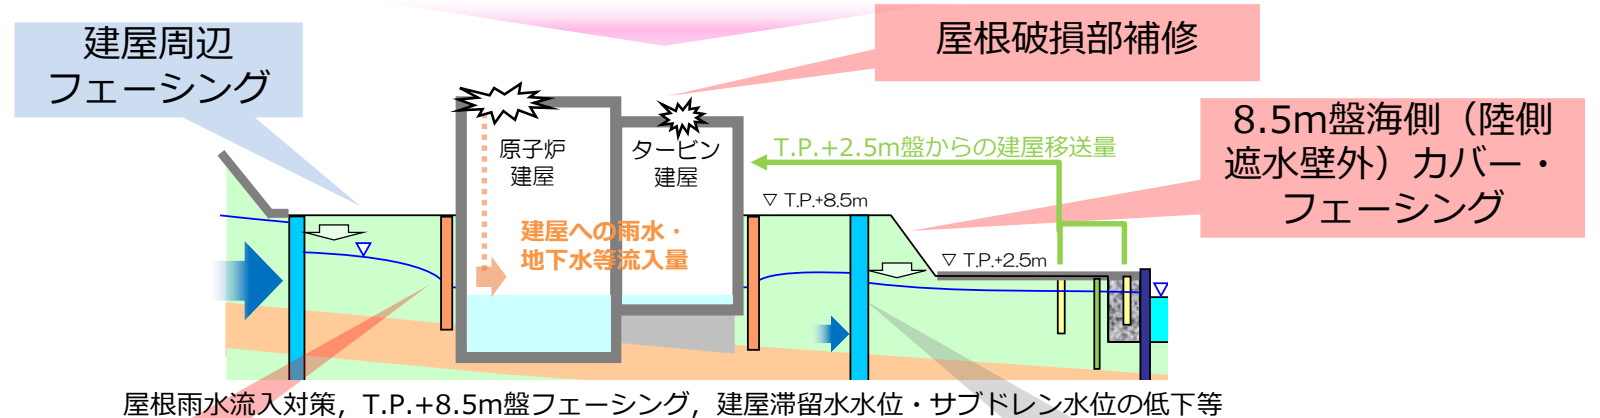 建屋周辺
フェーシング
屋根破損部補修
8.5m盤海側（陸側
遮水壁外）カバー・
フェーシング
原子炉
建屋
タービン
建屋
T.P.+2.5m盤からの建屋移送量
▽ T.P.+8.5m
建屋への雨水・
地下水等流入量
▽ T.P.+2.5m
屋根雨水流入対策，T.P.+8.5m盤フェーシング，建屋滞留水水位・サブドレン水位の低下等